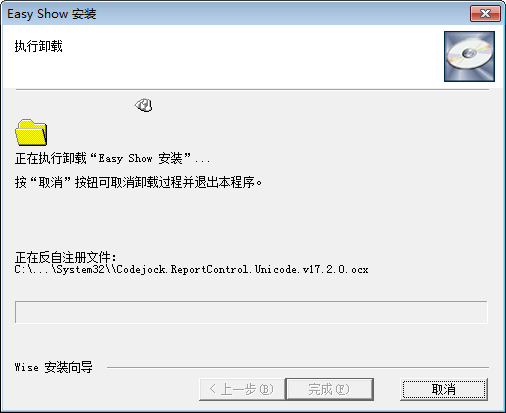 Easy Show 安装
执行卸载
正在执行卸载“Easy Show 安装”...
按“取消”按钮可取消卸载过程并退出本程序。
正在反自注册文件:
C:\...\System32\\Codejock.ReportControl.Unicode.v17.2.0.ocx
Wise 安装向导
< 上一步(B)
完成(F)
取消